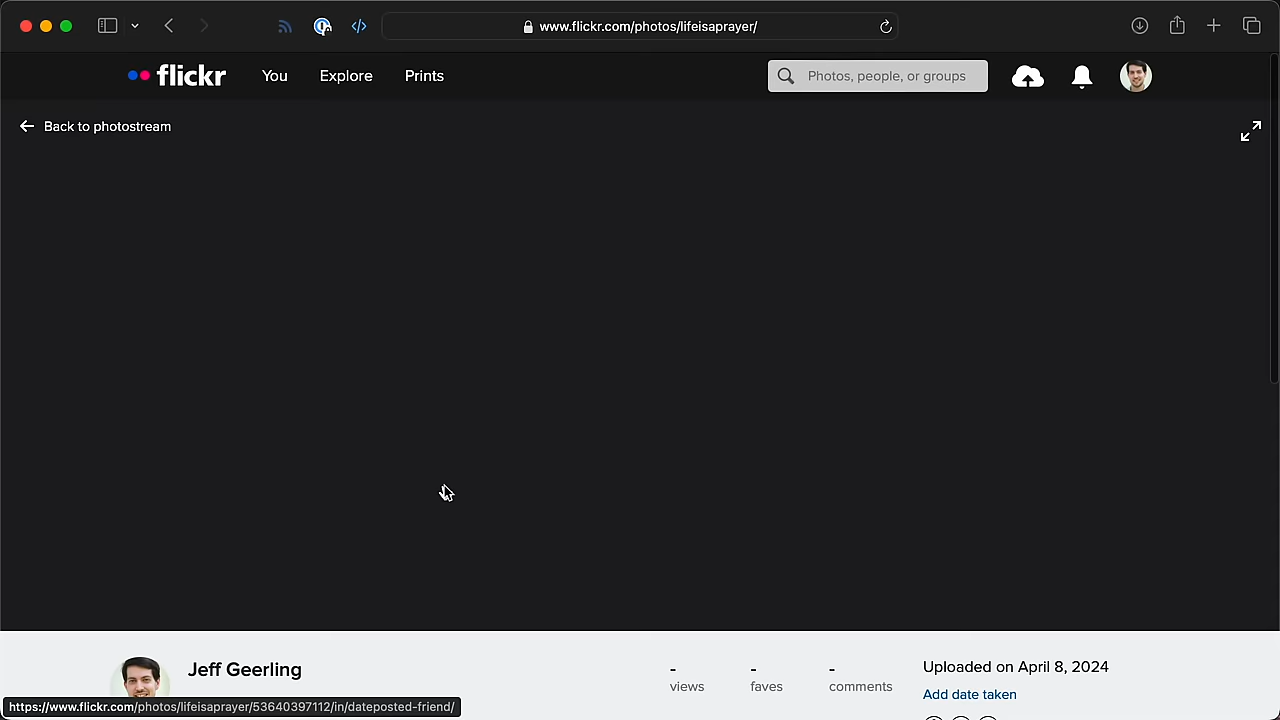 www.flickr.com/photos/lifeisaprayer/
flickr
You
Explore
Prints
Photos, people, or groups
Back to photostream
Jeff Geerling
-
views
-
faves
-
comments
Uploaded on April 8, 2024
Add date taken
https://www.flickr.com/photos/lifeisaprayer/53640397112/in/dateposted-friend/